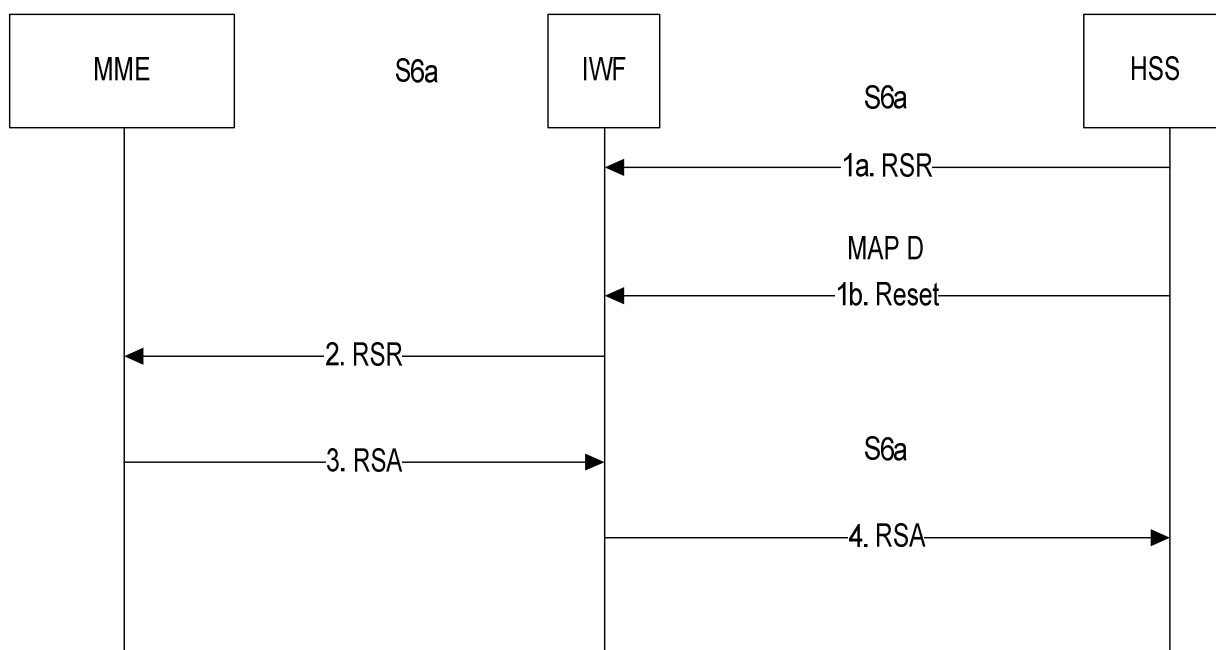 MME
S6a
IWF
HSS
S6a
1a. RSR
MAP D
1b. Reset
2. RSR
S6a
3. RSA
4. RSA